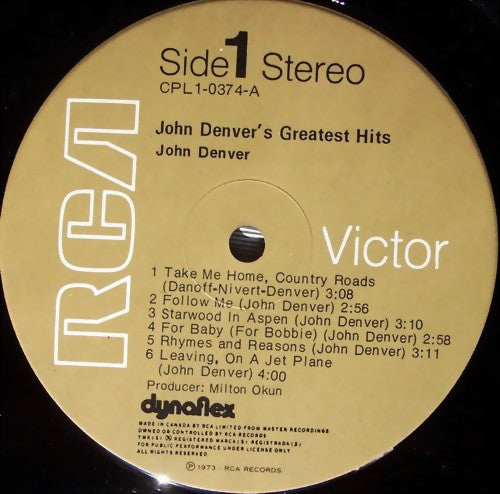 Side 1 Stereo
CPL1-0374-A
John Denver's Greatest Hits
John Denver
RCA Victor
1 Take Me Home, Country Roads
(Danoff-Nivert-Denver) 3:08
2 Follow Me (John Denver) 2:56
3 Starwood In Aspen (John Denver) 3:10
4 For Baby (For Bobbie) (John Denver) 2:58
5 Rhymes and Reasons (John Denver) 3:11
6 Leaving, On A Jet Plane
(John Denver) 4:00
Producer: Milton Okun
dynaflex
MADE IN CANADA BY RCA LIMITED FROM MASTER RECORDINGS
OWNED OR CONTROLLED BY RCA RECORDS
TMK(S) ® REGISTERED MARCA(S) REGISTRADA(S)
FOR PUBLIC PERFORMANCE UNDER LICENSE ONLY
ALL RIGHTS RESERVED
℗ 1973 - RCA RECORDS